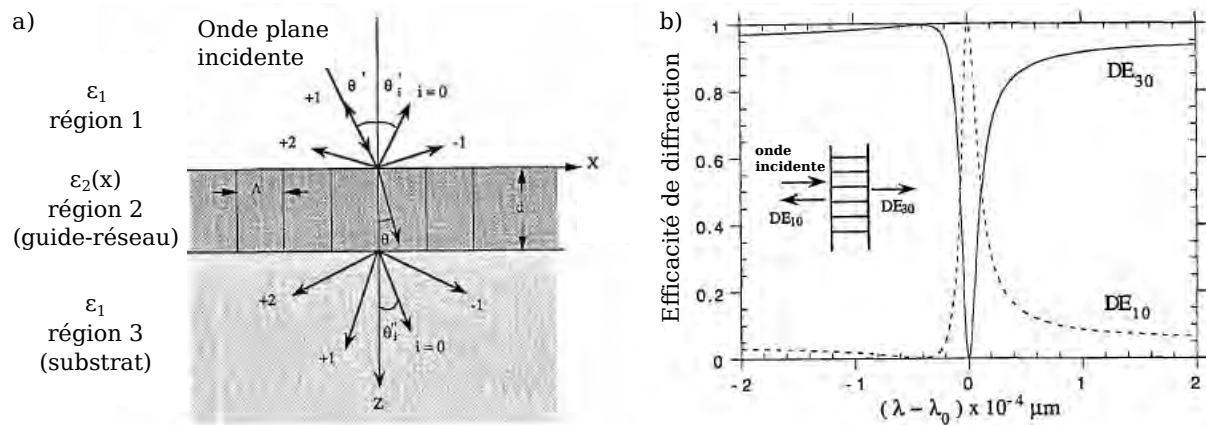 a)
Onde plane
incidente
θ'
θ'i
i=0
+1
+2
-1
ε1
région 1
x
ε2(x)
région 2
(guide-réseau)
Λ
d
θ
ε1
région 3
(substrat)
+2
-1
+1
θ"i
i=0
z
b)
Efficacité de diffraction
1
0.8
0.6
0.4
0.2
0
DE30
onde
incidente
DE10
DE30
DE10
-2
-1
0
1
2
(λ-λ0) x 10-4 μm